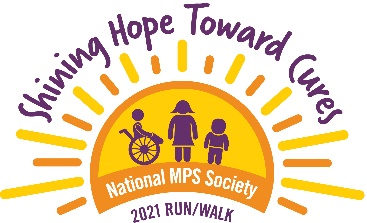 Shining Hope Toward Cures
National MPS Society
2021 RUN/WALK